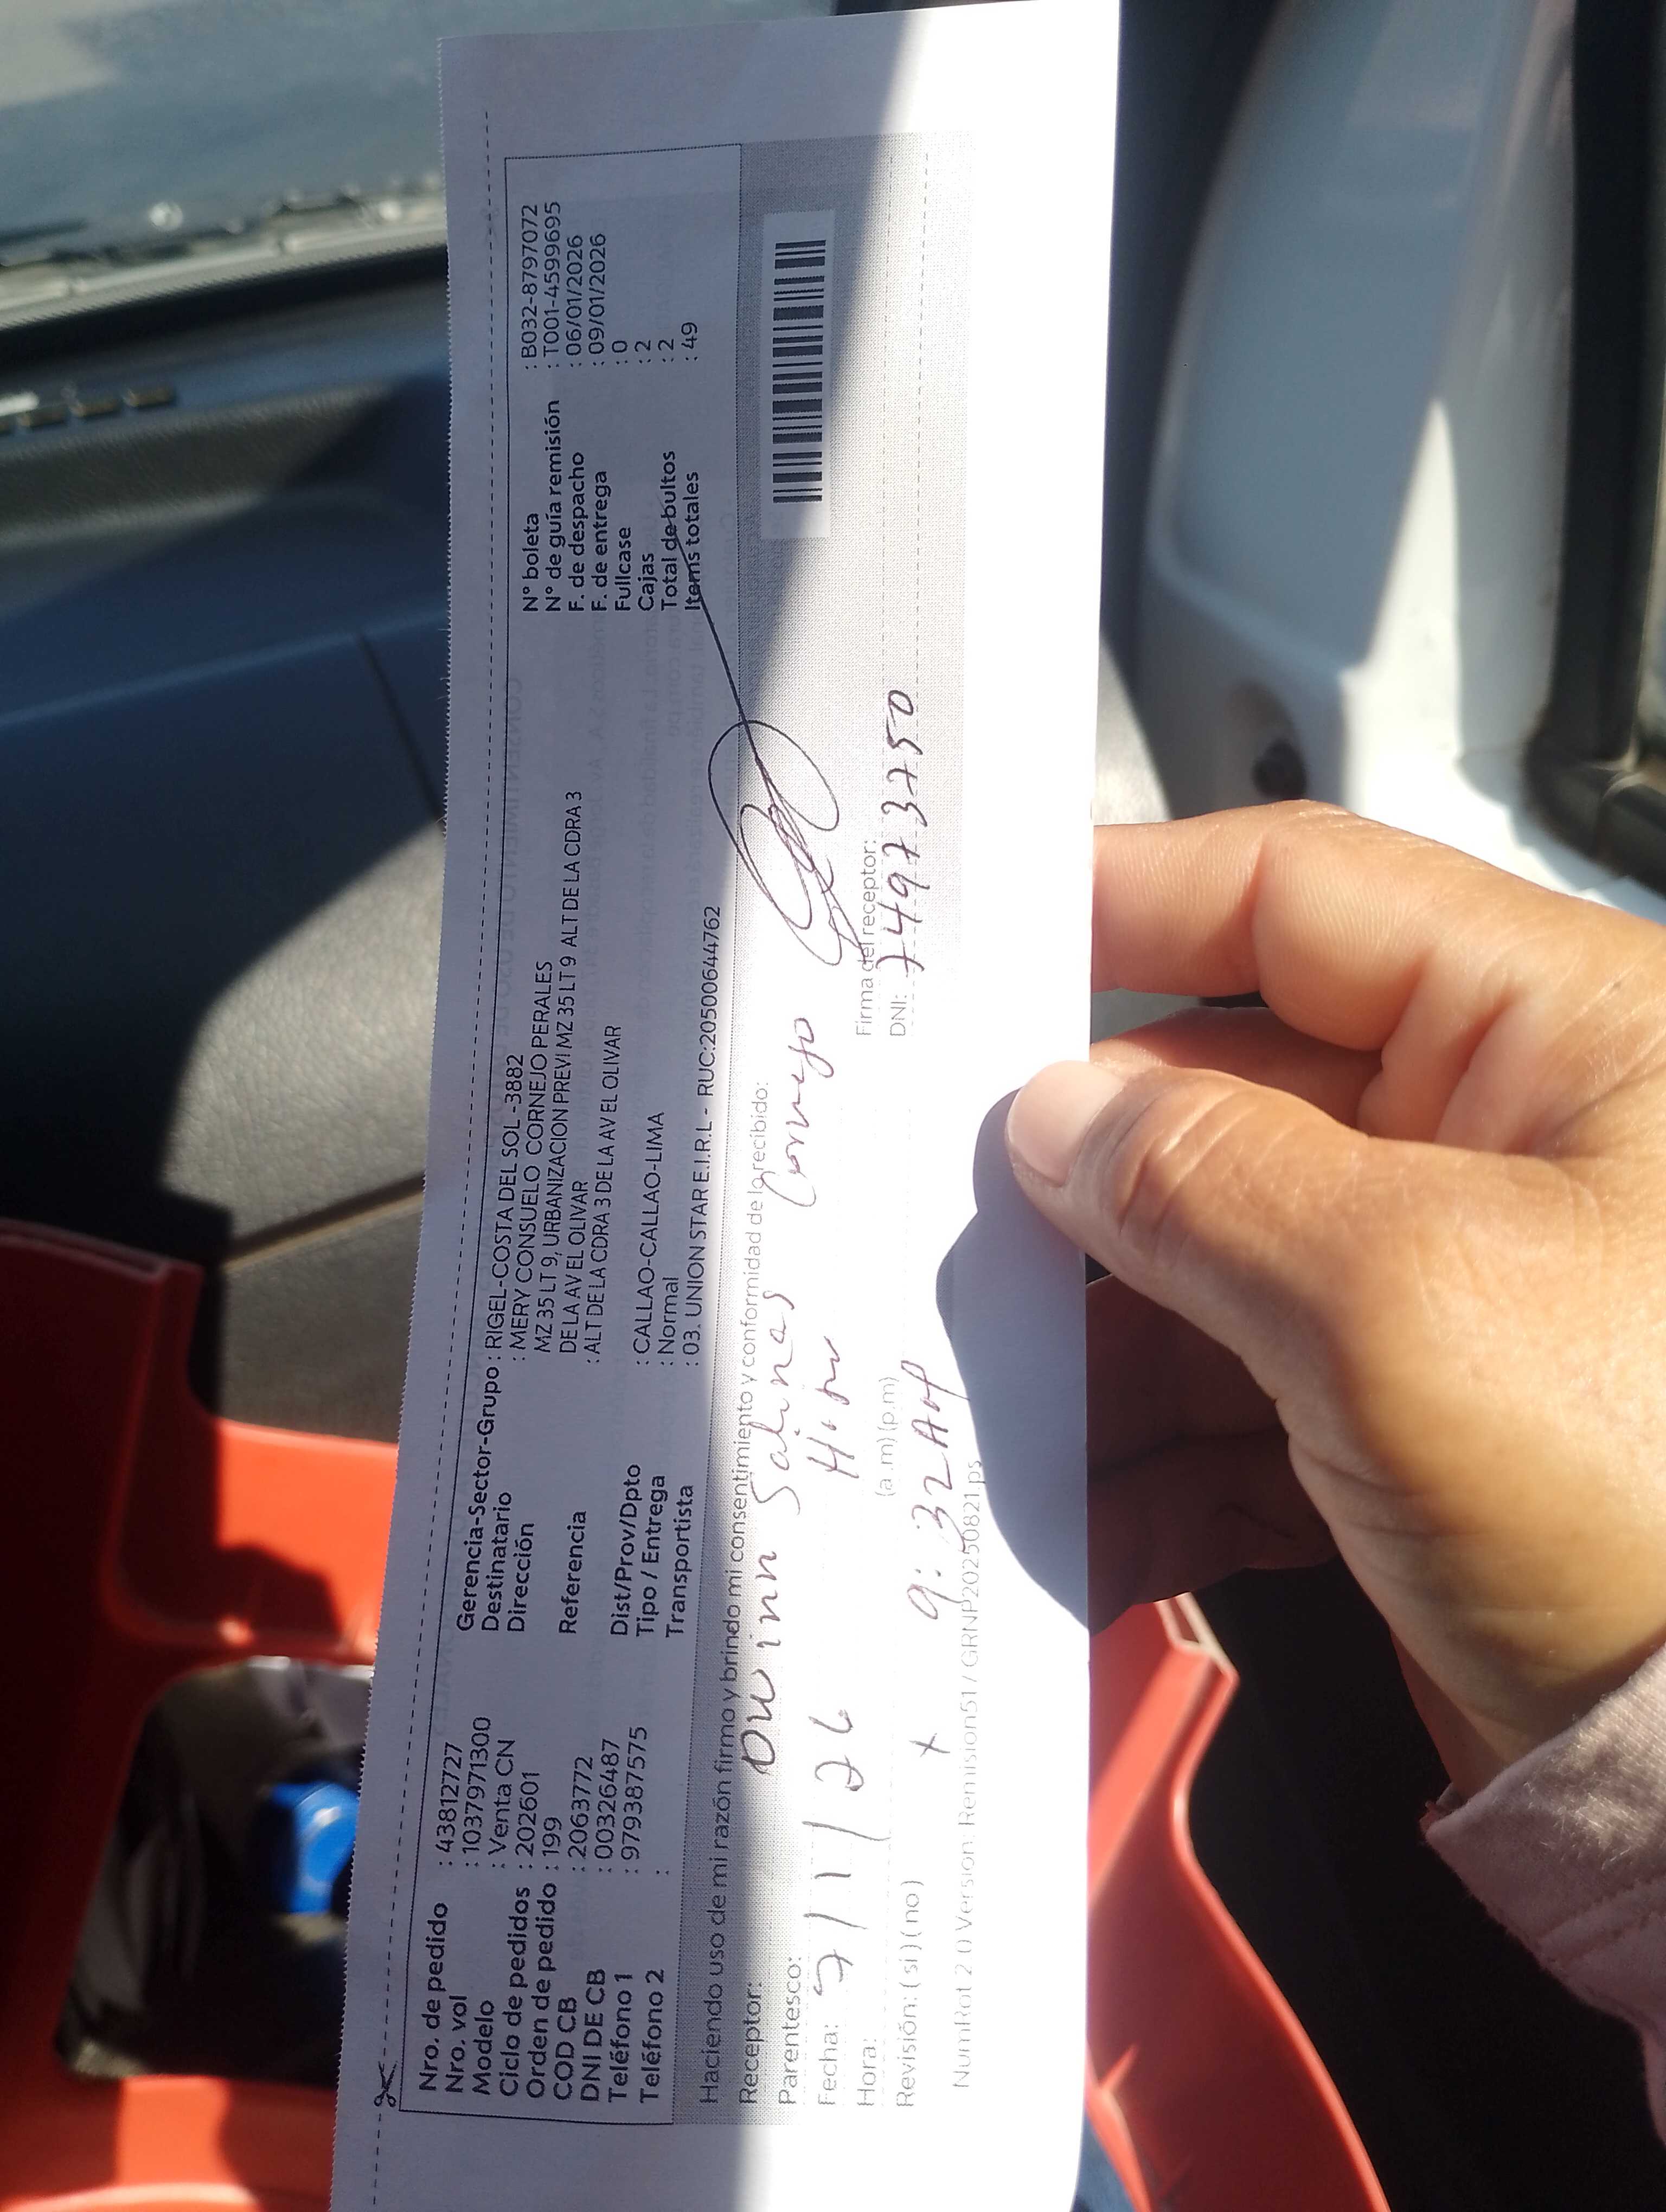 Nro. de pedido : 43812727
Nro. vol : 1037971300
Modelo : Venta CN
Ciclo de pedidos : 202601
Orden de pedido : 199
COD CB : 2063772
DNI DE CB : 00326487
Teléfono 1 : 979387575
Teléfono 2 :
Gerencia-Sector-Grupo : RIGEL-COSTA DEL SOL -3882
Destinatario : MERY CONSUELO CORNEJO PERALES
Dirección MZ 35 LT 9, URBANIZACION PREVI MZ 35 LT 9 ALT DE LA CDRA 3
DE LA AV EL OLIVAR
Referencia : ALT DE LA CDRA 3 DE LA AV EL OLIVAR
Dist/Prov/Dpto : CALLAO-CALLAO-LIMA
Tipo / Entrega : Normal
Transportista : 03. UNION STAR E.I.R.L - RUC:20500644762
N° boleta : B032-8797072
N° de guía remisión : T001-4599695
F. de despacho : 06/01/2026
F. de entrega : 09/01/2026
Fullcase : 0
Cajas : 2
Total de bultos : 2
Items totales : 49
Haciendo uso de mi razón firmo y brindo mi consentimiento y conformidad de lo recibido:
Receptor: Owinn Salinas Cornejo
Parentesco: Hijo
Fecha: 7/1/26
Hora: 9:32 AM (a.m) (p.m)
Revisión: ( si ) ( no ) x
Firma del receptor:
DNI: 74973750
NumRot 2.0 Version. Remision51 / GRNP20250821.ps